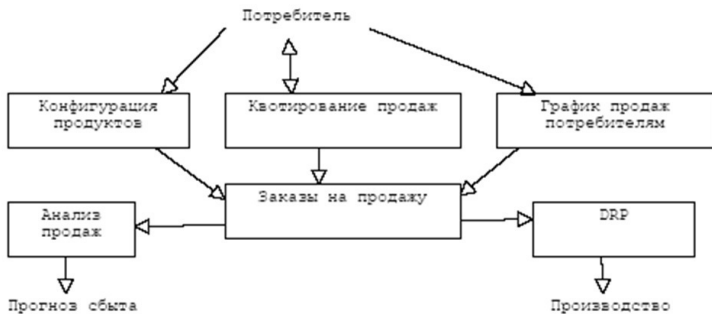 Потребитель
Конфигурация
продуктов
Квотирование продаж
График продаж
потребителям
Заказы на продажу
Анализ
продаж
DRP
Прогноз сбыта
Производство